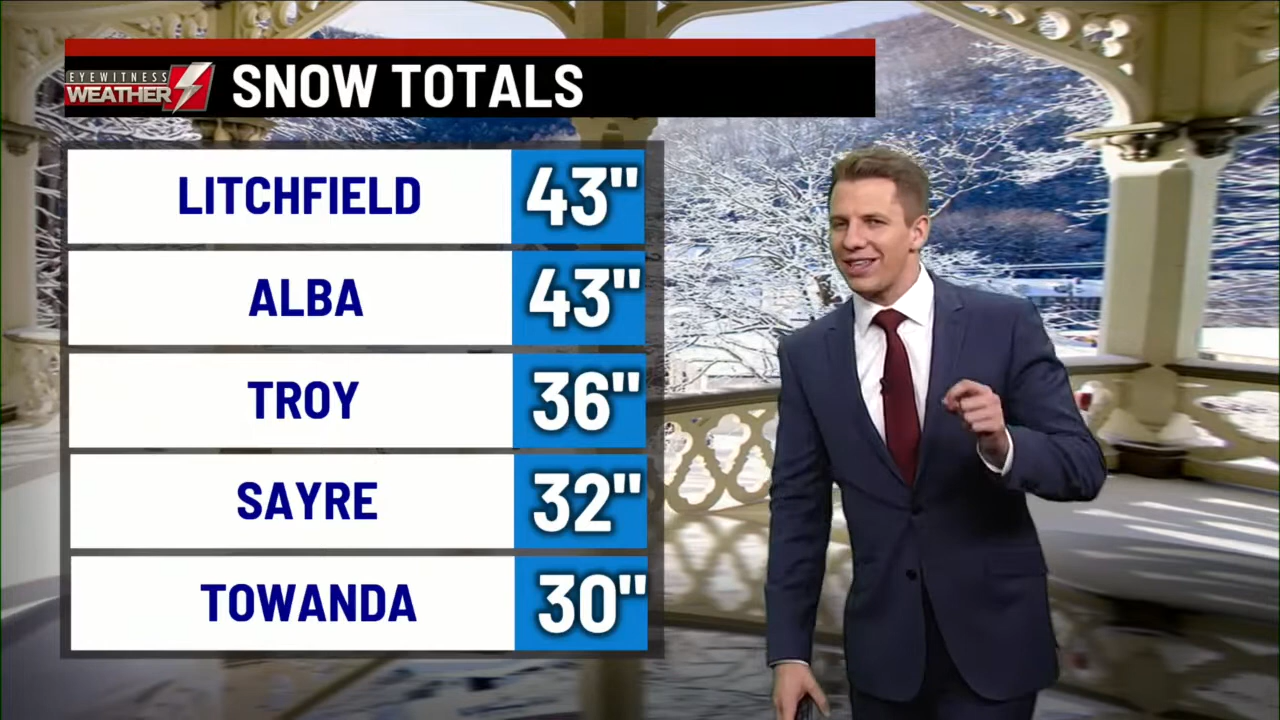 EYEWITNESS
WEATHER
SNOW TOTALS
LITCHFIELD 43"
ALBA 43"
TROY 36"
SAYRE 32"
TOWANDA 30"